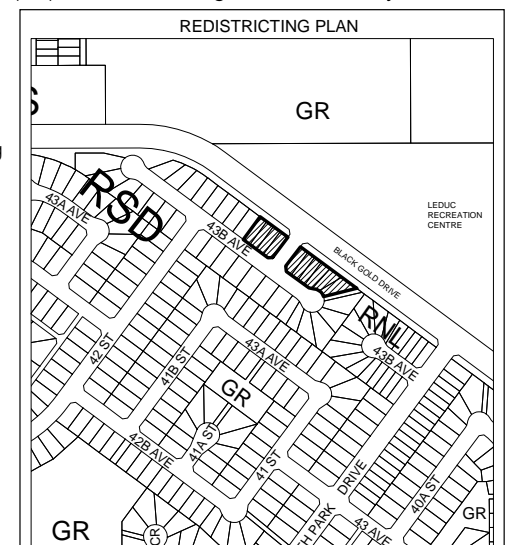 REDISTRICTING PLAN
GR
RSD
LEDUC
RECREATION
CENTRE
43A AVE
43B AVE
BLACK GOLD DRIVE
RNL
43B AVE
42 ST
41B ST
43A AVE
GR
41A ST
42B AVE
41 ST
DRIVE
40A ST
GR
GR
CR
PARK
43 AVE